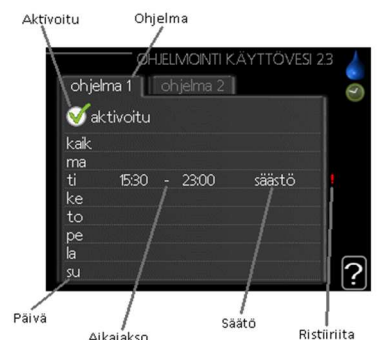 Aktivoitu
Ohjelma
OHJELMOINTI KÄYTTÖVESI 23
ohjelma 1 ohjelma 2
aktivoitu
kaik
ma
ti 15:30 - 23:00 säästö !
ke
to
pe
la
su
?
Päivä
Aikajakso
Säätö
Ristiriita